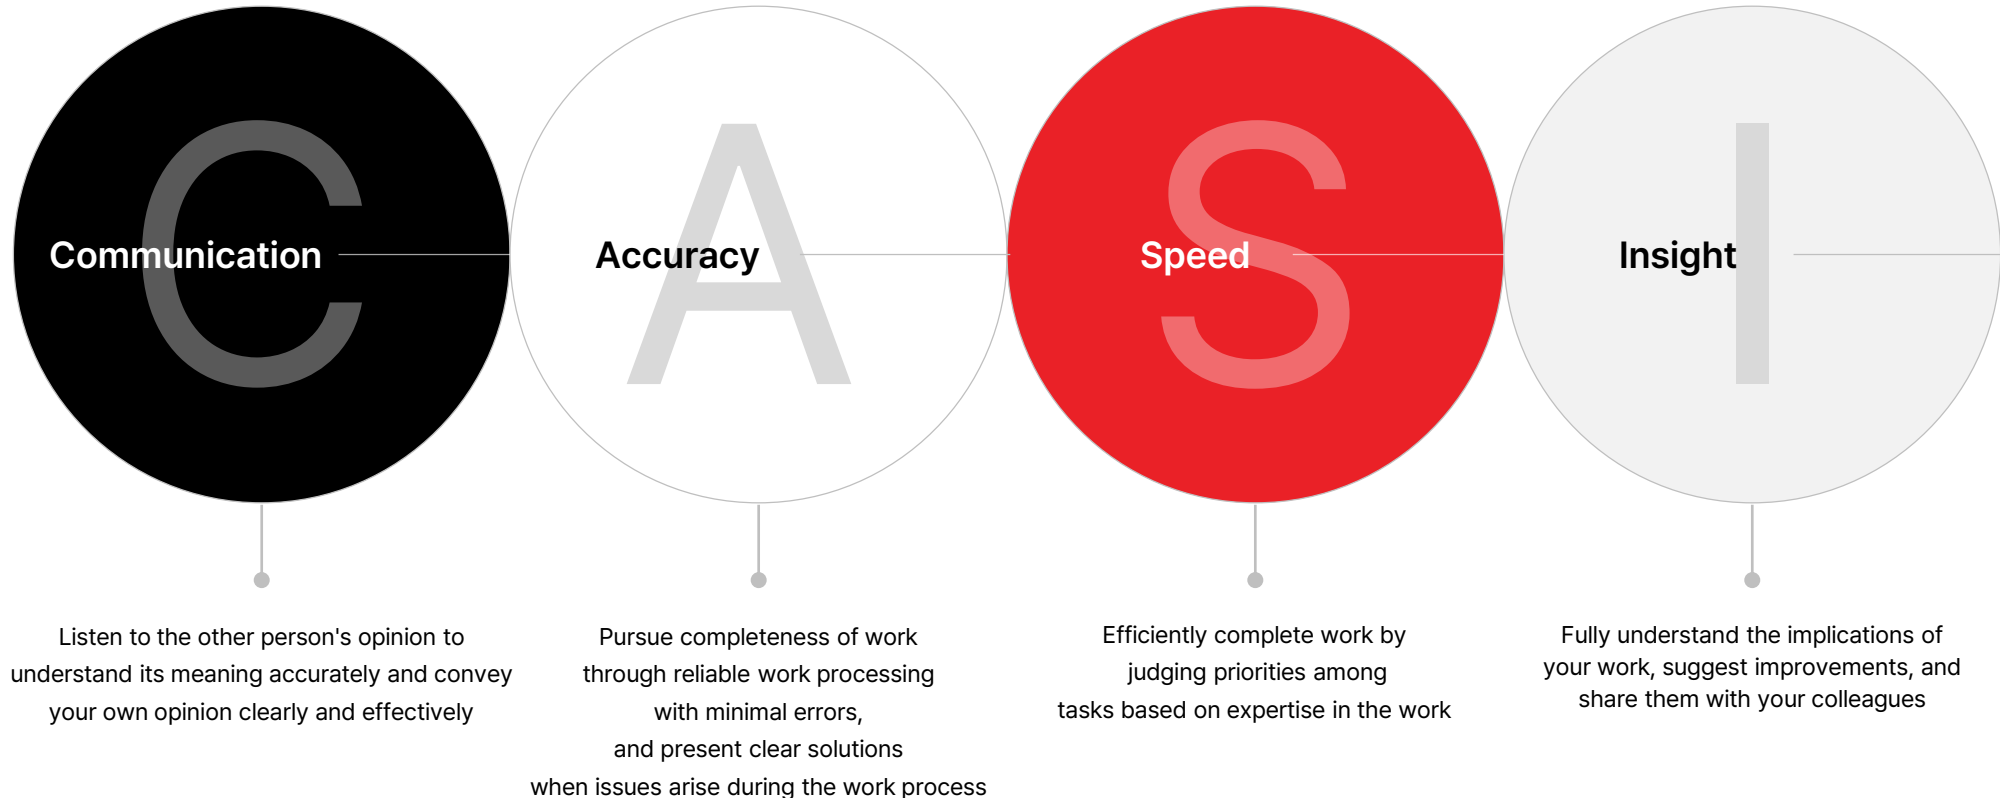 C
Communication
A
Accuracy
S
Speed
I
Insight
Listen to the other person's opinion to
understand its meaning accurately and convey
your own opinion clearly and effectively
Pursue completeness of work
through reliable work processing
with minimal errors,
and present clear solutions
when issues arise during the work process
Efficiently complete work by
judging priorities among
tasks based on expertise in the work
Fully understand the implications of
your work, suggest improvements, and
share them with your colleagues